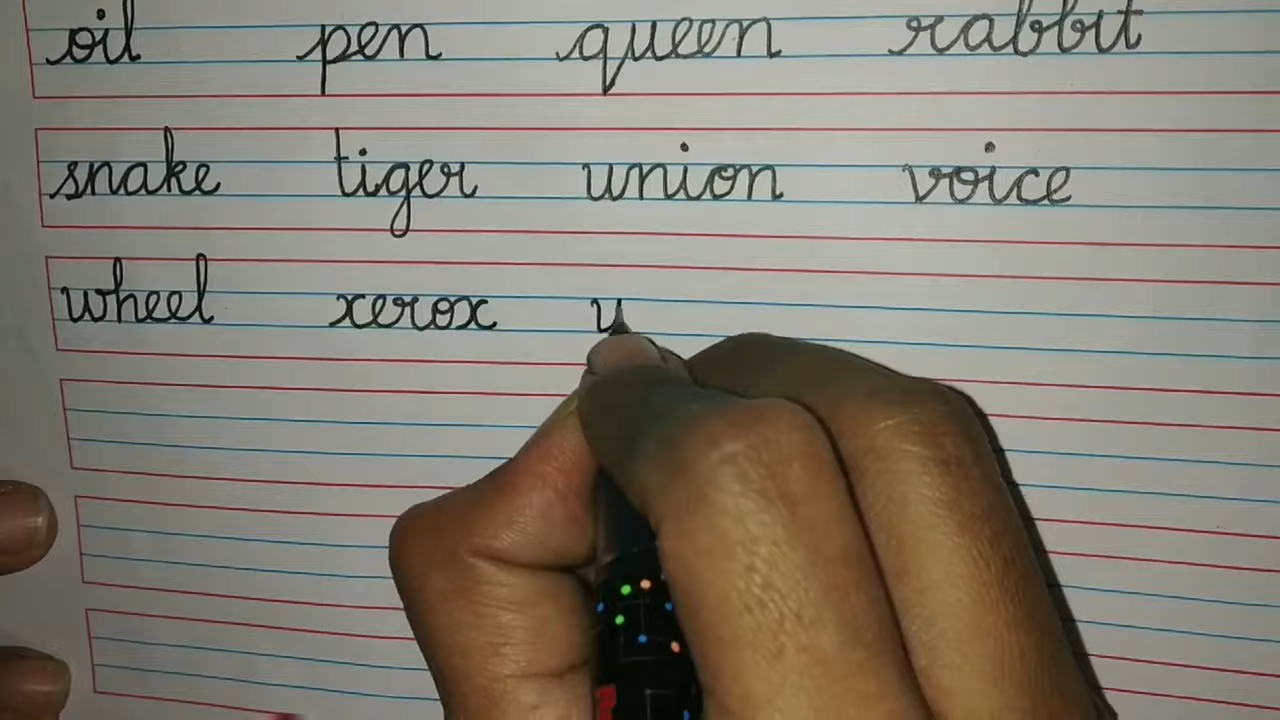 oil pen queen rabbit
snake tiger union voice
wheel xerox